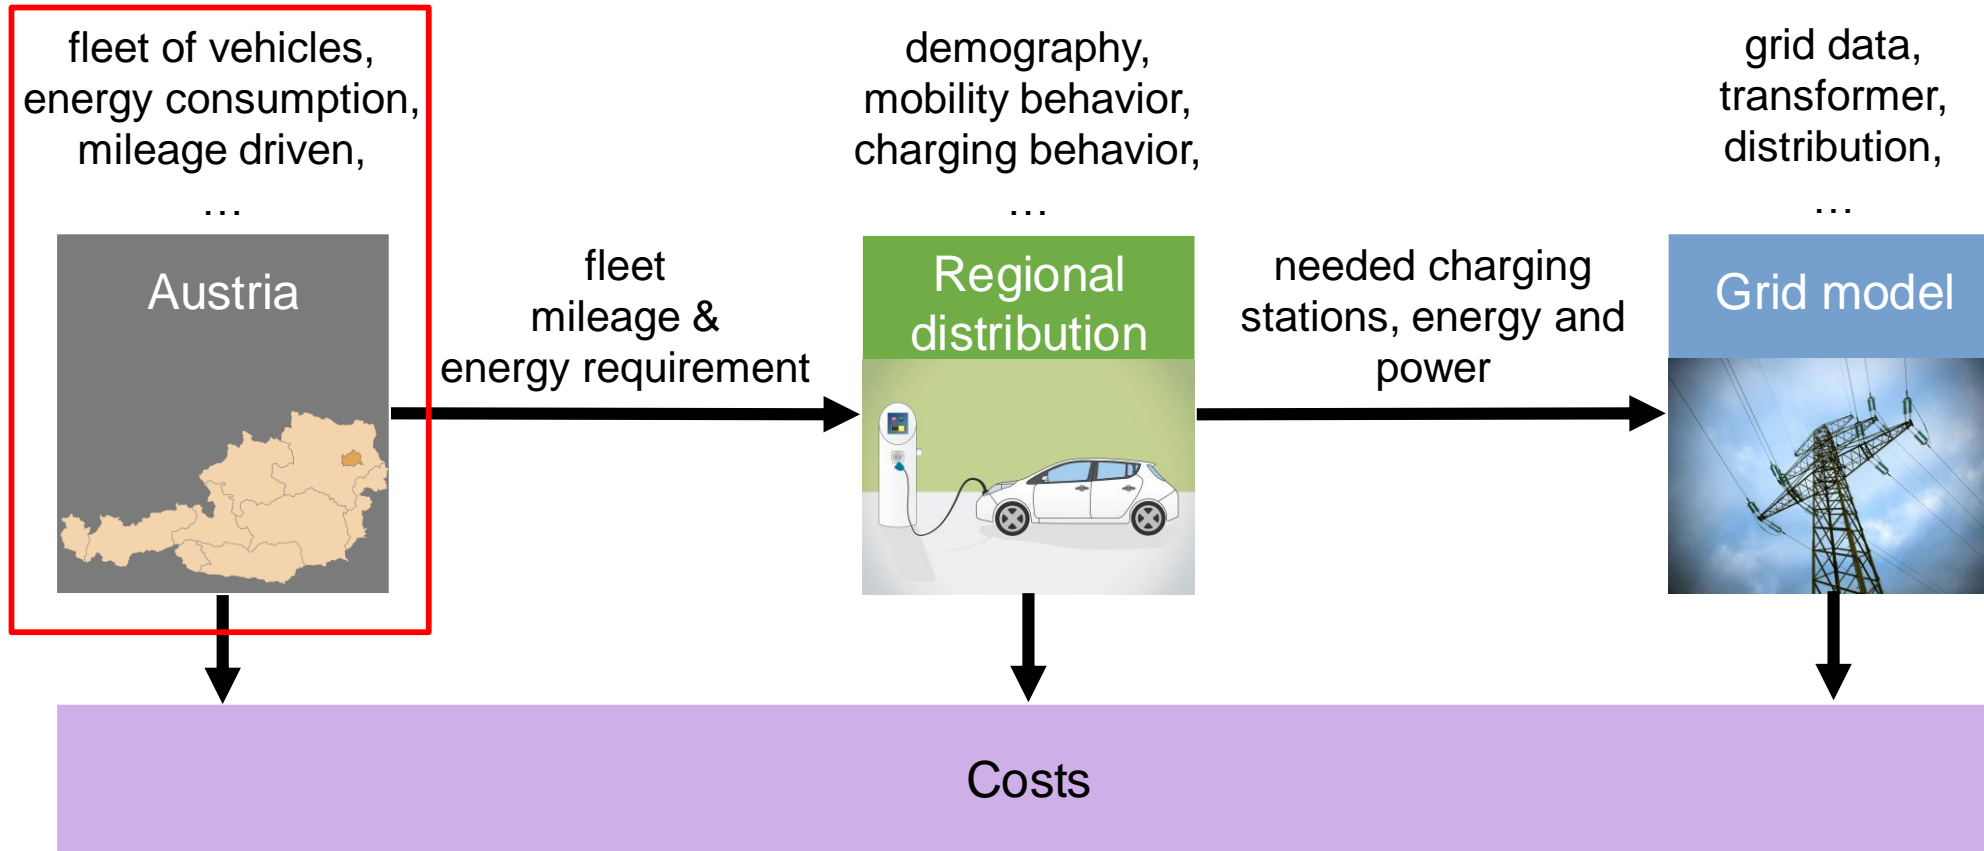 fleet of vehicles,
energy consumption,
mileage driven,
…
Austria
fleet
mileage &
energy requirement
demography,
mobility behavior,
charging behavior,
…
Regional
distribution
needed charging
stations, energy and
power
grid data,
transformer,
distribution,
…
Grid model
Costs